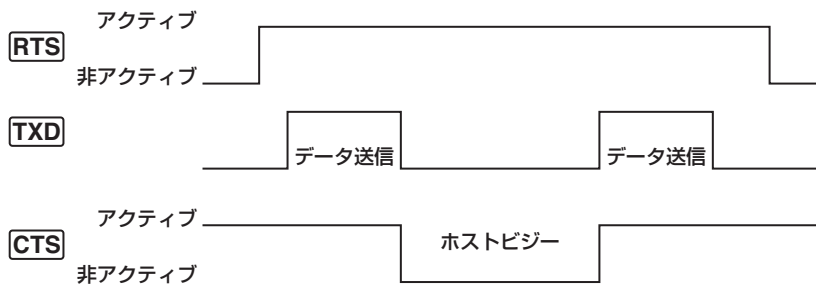 アクティブ
RTS
非アクティブ
TXD
データ送信 データ送信
アクティブ
CTS ホストビジー
非アクティブ